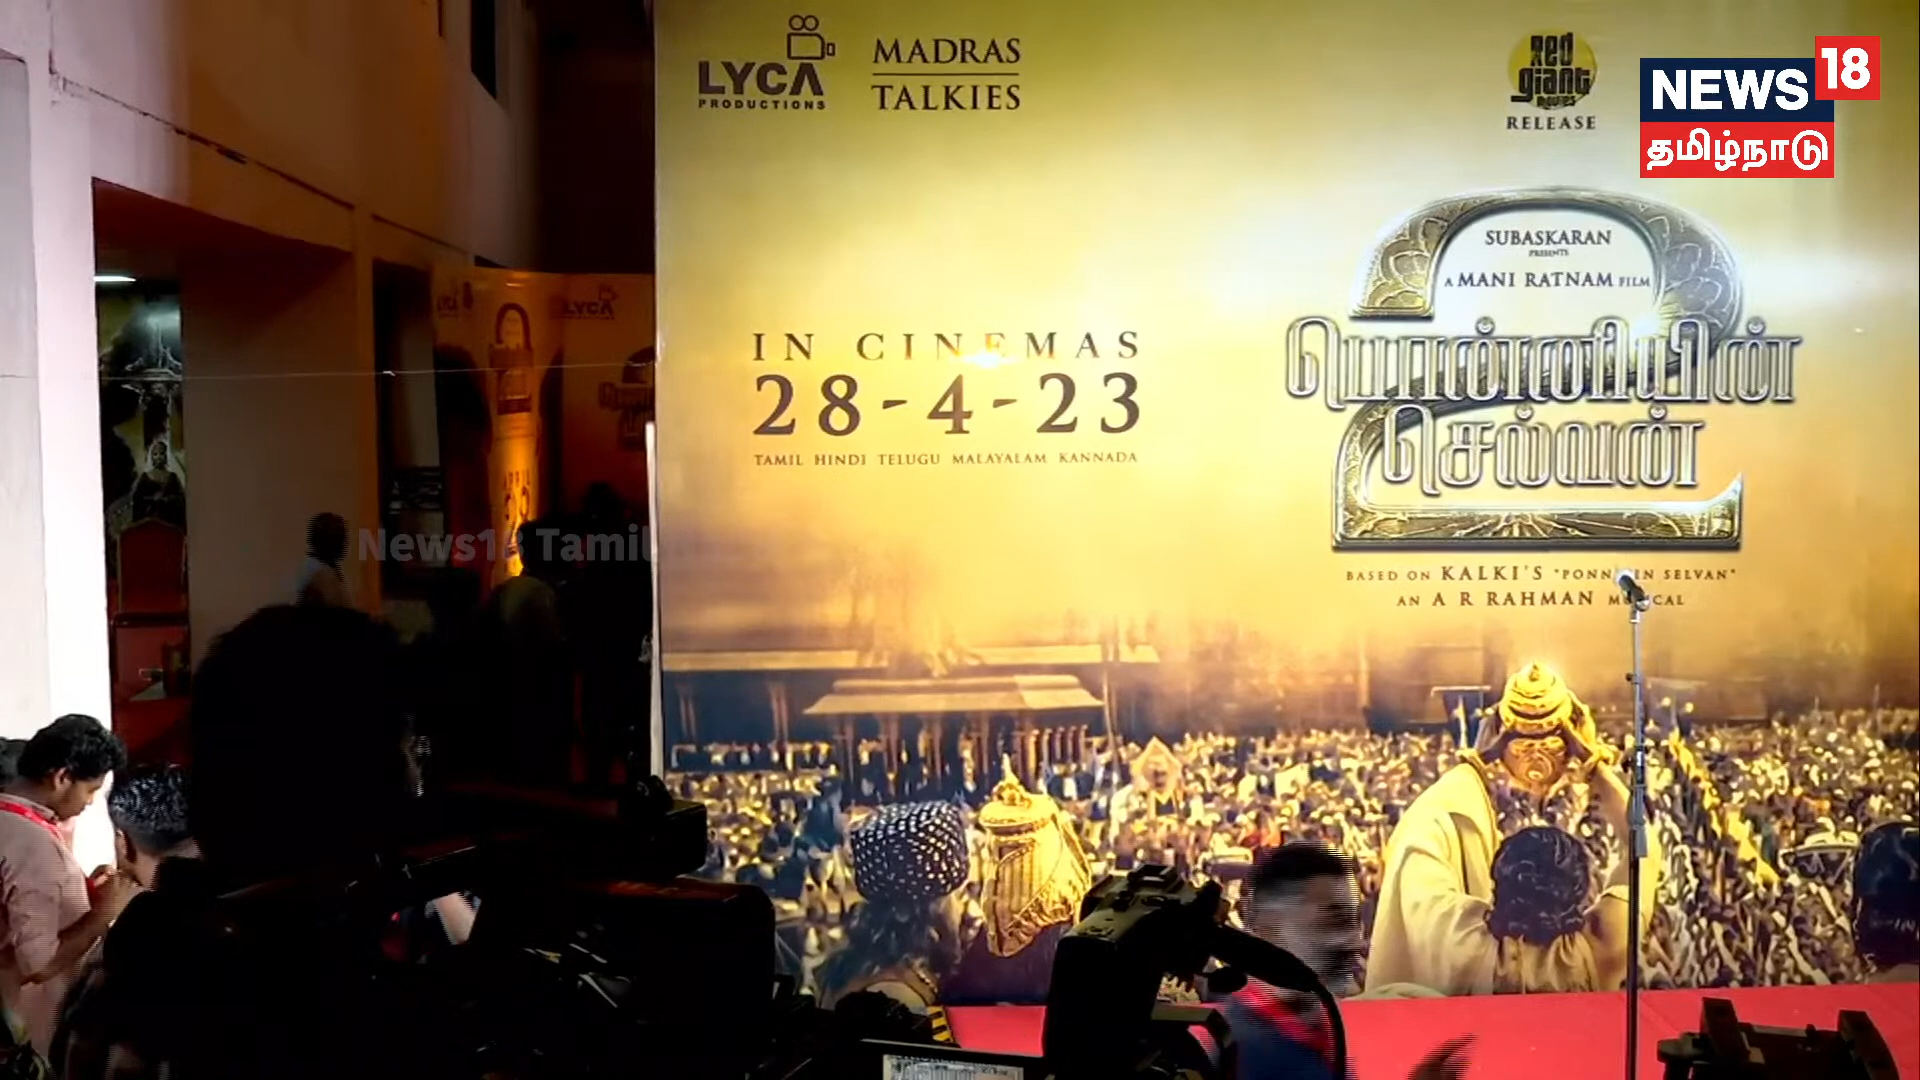 LYCA
PRODUCTIONS
MADRAS
TALKIES
Red
giant
movies
RELEASE
NEWS 18
தமிழ்நாடு
SUBASKARAN
PRESENTS
A MANI RATNAM FILM
2
பொன்னியின்
செல்வன்
IN CINEMAS
28-4-23
TAMIL HINDI TELUGU MALAYALAM KANNADA
BASED ON KALKI'S "PONNIYIN SELVAN"
AN A R RAHMAN MUSICAL
LYCA
News18 Tamil